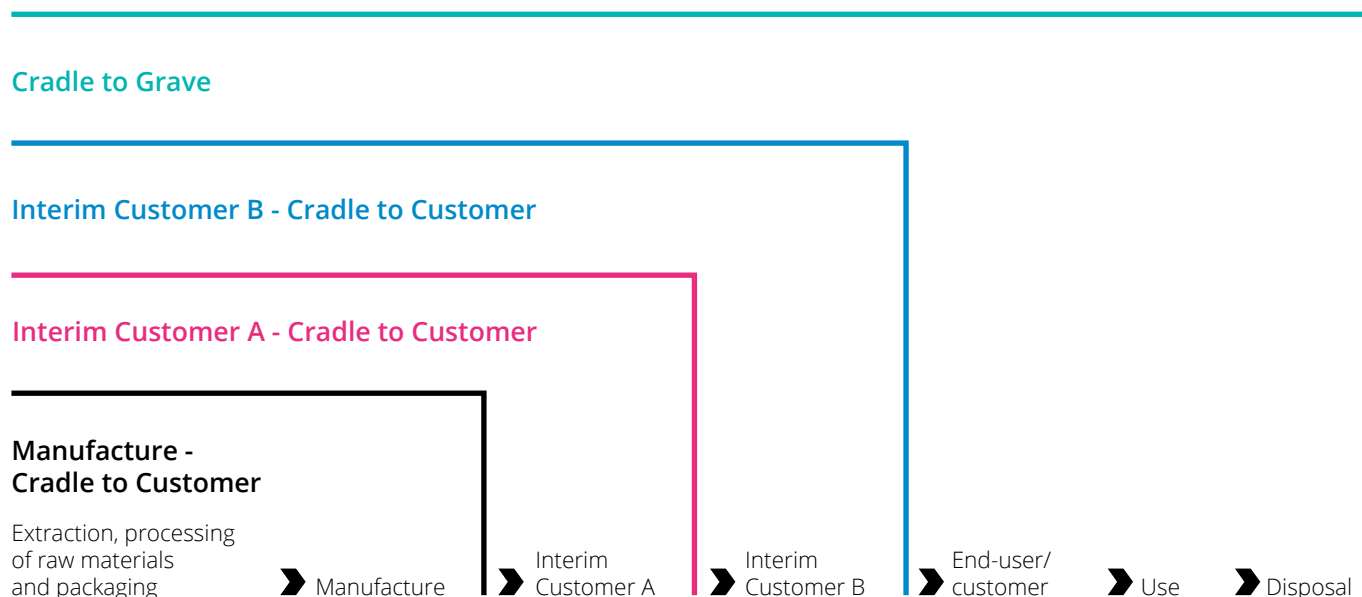 Cradle to Grave
Interim Customer B - Cradle to Customer
Interim Customer A - Cradle to Customer
Manufacture -
Cradle to Customer
Extraction, processing
of raw materials
and packaging
Manufacture
Interim
Customer A
Interim
Customer B
End-user/
customer
Use
Disposal